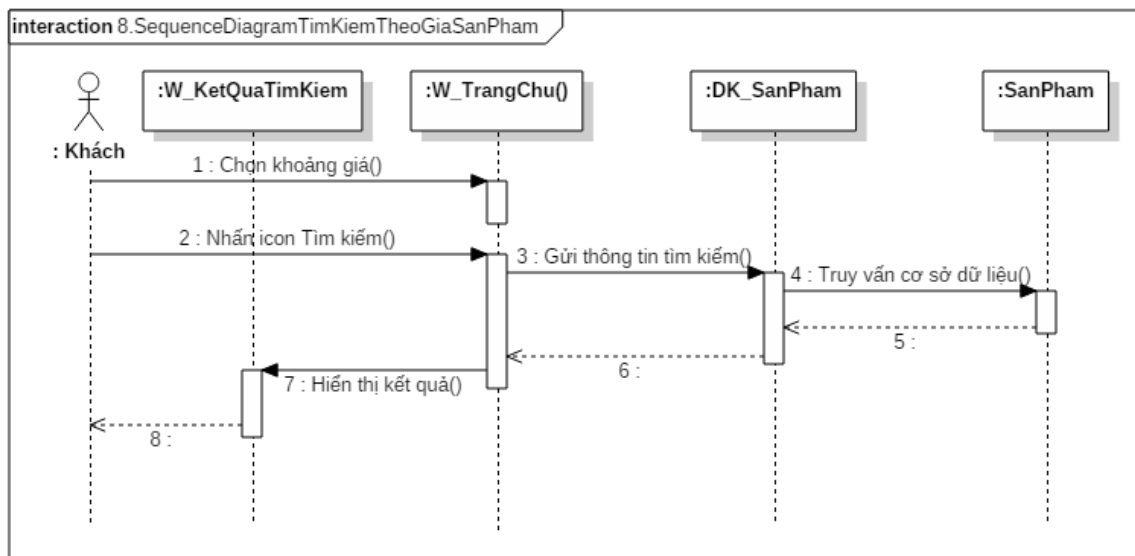 interaction 8.SequenceDiagramTimKiemTheoGiaSanPham
:W_KetQuaTimKiem
:W_TrangChu()
:DK_SanPham
:SanPham
: Khách
1 : Chọn khoảng giá()
2 : Nhấn icon Tìm kiếm()
3 : Gửi thông tin tìm kiếm()
4 : Truy vấn cơ sở dữ liệu()
5 :
6 :
7 : Hiển thị kết quả()
8 :